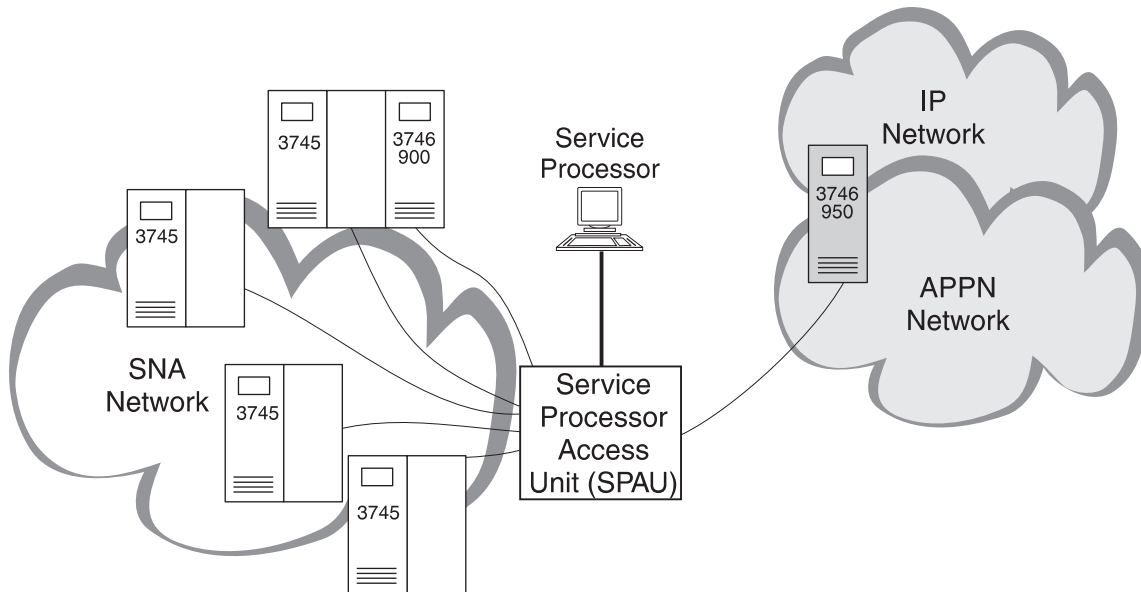 3745
3746
900
3745
SNA
Network
3745
3745
Service
Processor
Service
Processor
Access
Unit (SPAU)
IP
Network
3746
950
APPN
Network